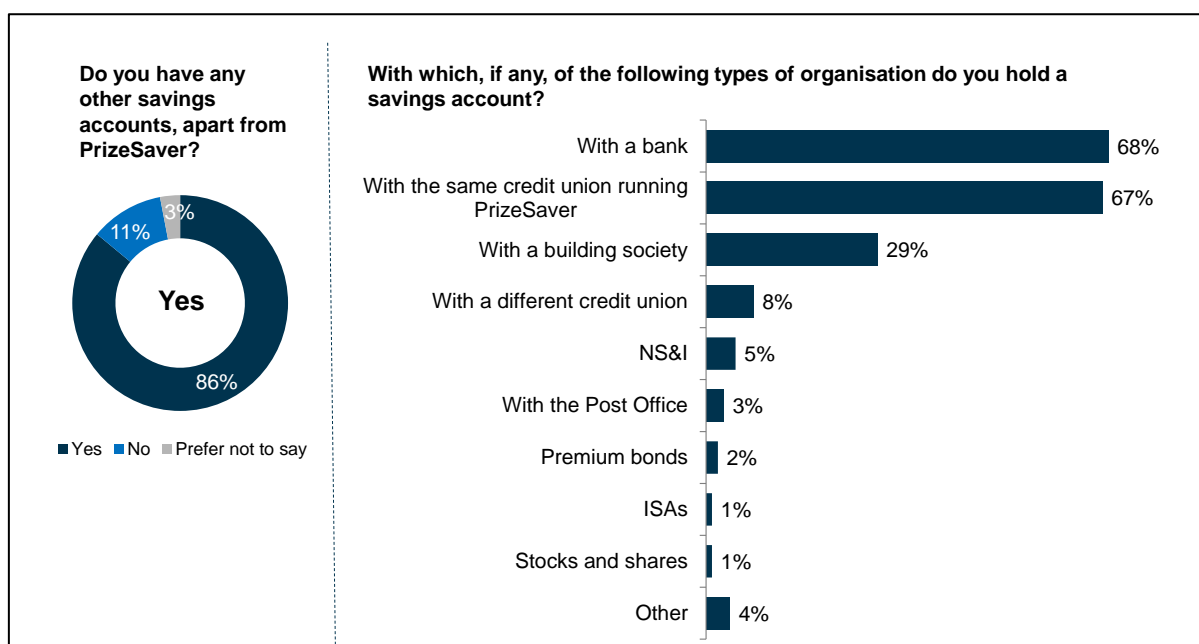 Do you have any
other savings
accounts, apart from
PrizeSaver?
3%
11%
Yes
86%
Yes No Prefer not to say
With which, if any, of the following types of organisation do you hold a
savings account?
With a bank 68%
With the same credit union running
PrizeSaver 67%
With a building society 29%
With a different credit union 8%
NS&I 5%
With the Post Office 3%
Premium bonds 2%
ISAs 1%
Stocks and shares 1%
Other 4%